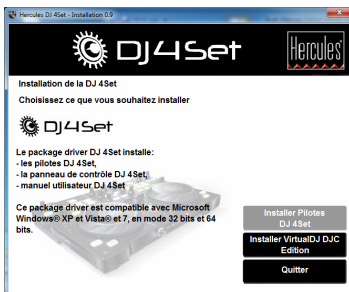 Hercules DJ 4Set - Installation 0.9
DJ4Set
Hercules
Installation de la DJ 4Set
Choisissez ce que vous souhaitez installer
DJ4Set
Le package driver DJ 4Set installe:
- les pilotes DJ 4Set,
- la panneau de contrôle DJ 4Set,
- manuel utilisateur DJ 4Set
Ce package driver est compatible avec Microsoft
Windows® XP et Vista® et 7, en mode 32 bits et 64
bits.
Installer Pilotes
DJ 4Set
Installer VirtualDJ DJC
Edition
Quitter